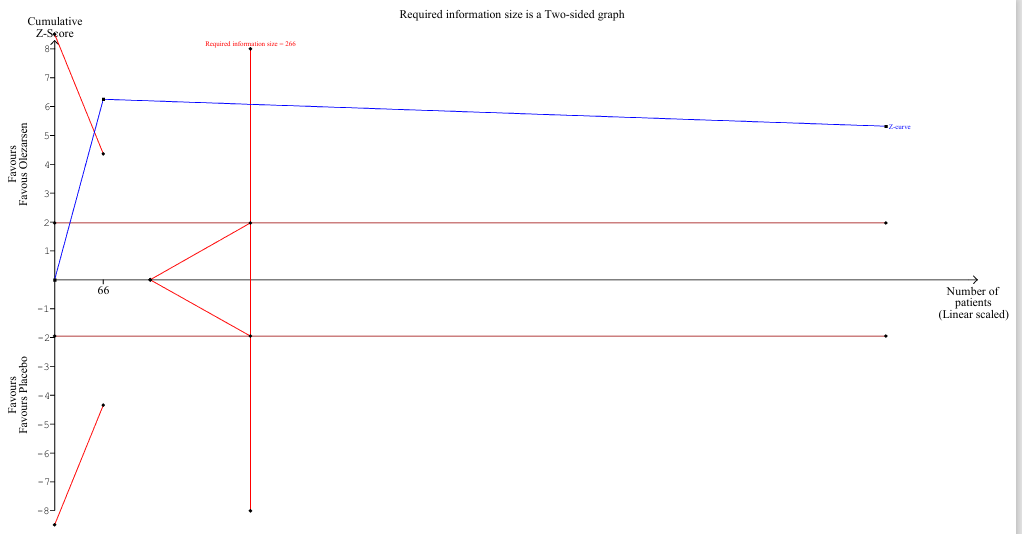 Required information size is a Two-sided graph
Cumulative
Z-Score
Required information size = 266
8
7
6
5
4
3
2
1
-1
-2
-3
-4
-5
-6
-7
-8
Favours
Favous Olezarsen
Favours
Favours Placebo
Z-curve
66
Number of
patients
(Linear scaled)